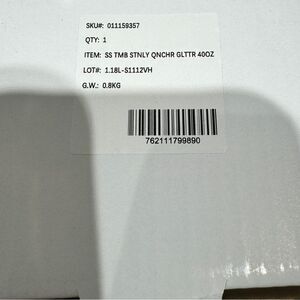 SKU#: 011159357
QTY: 1
ITEM: SS TMB STNLY QNCHR GLTTR 40OZ
LOT#: 1.18L-S1112VH
G.W.: 0.8KG
762111799890